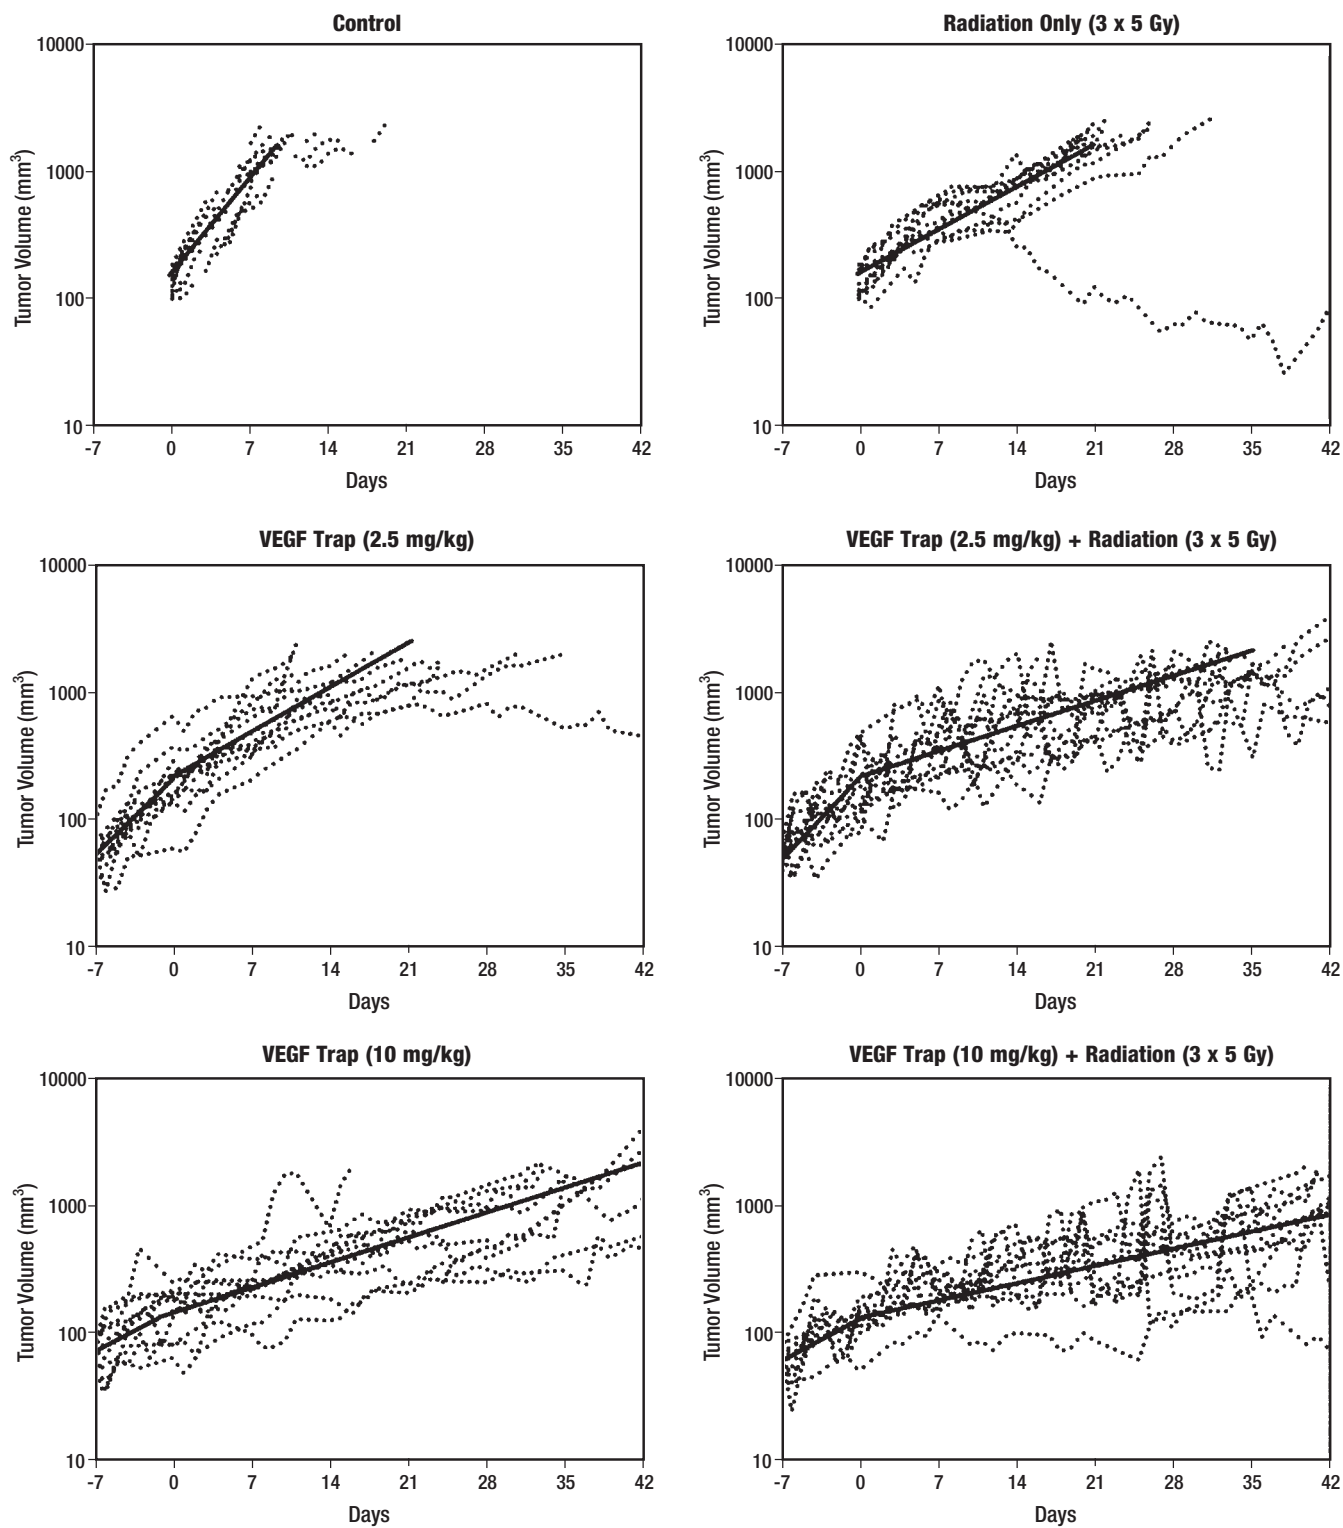 Control
10000
1000
100
10
Tumor Volume (mm³)
-7 0 7 14 21 28 35 42
Days
Radiation Only (3 x 5 Gy)
10000
1000
100
10
Tumor Volume (mm³)
-7 0 7 14 21 28 35 42
Days
VEGF Trap (2.5 mg/kg)
10000
1000
100
10
Tumor Volume (mm³)
-7 0 7 14 21 28 35 42
Days
VEGF Trap (2.5 mg/kg) + Radiation (3 x 5 Gy)
10000
1000
100
10
Tumor Volume (mm³)
-7 0 7 14 21 28 35 42
Days
VEGF Trap (10 mg/kg)
10000
1000
100
10
Tumor Volume (mm³)
-7 0 7 14 21 28 35 42
Days
VEGF Trap (10 mg/kg) + Radiation (3 x 5 Gy)
10000
1000
100
10
Tumor Volume (mm³)
-7 0 7 14 21 28 35 42
Days